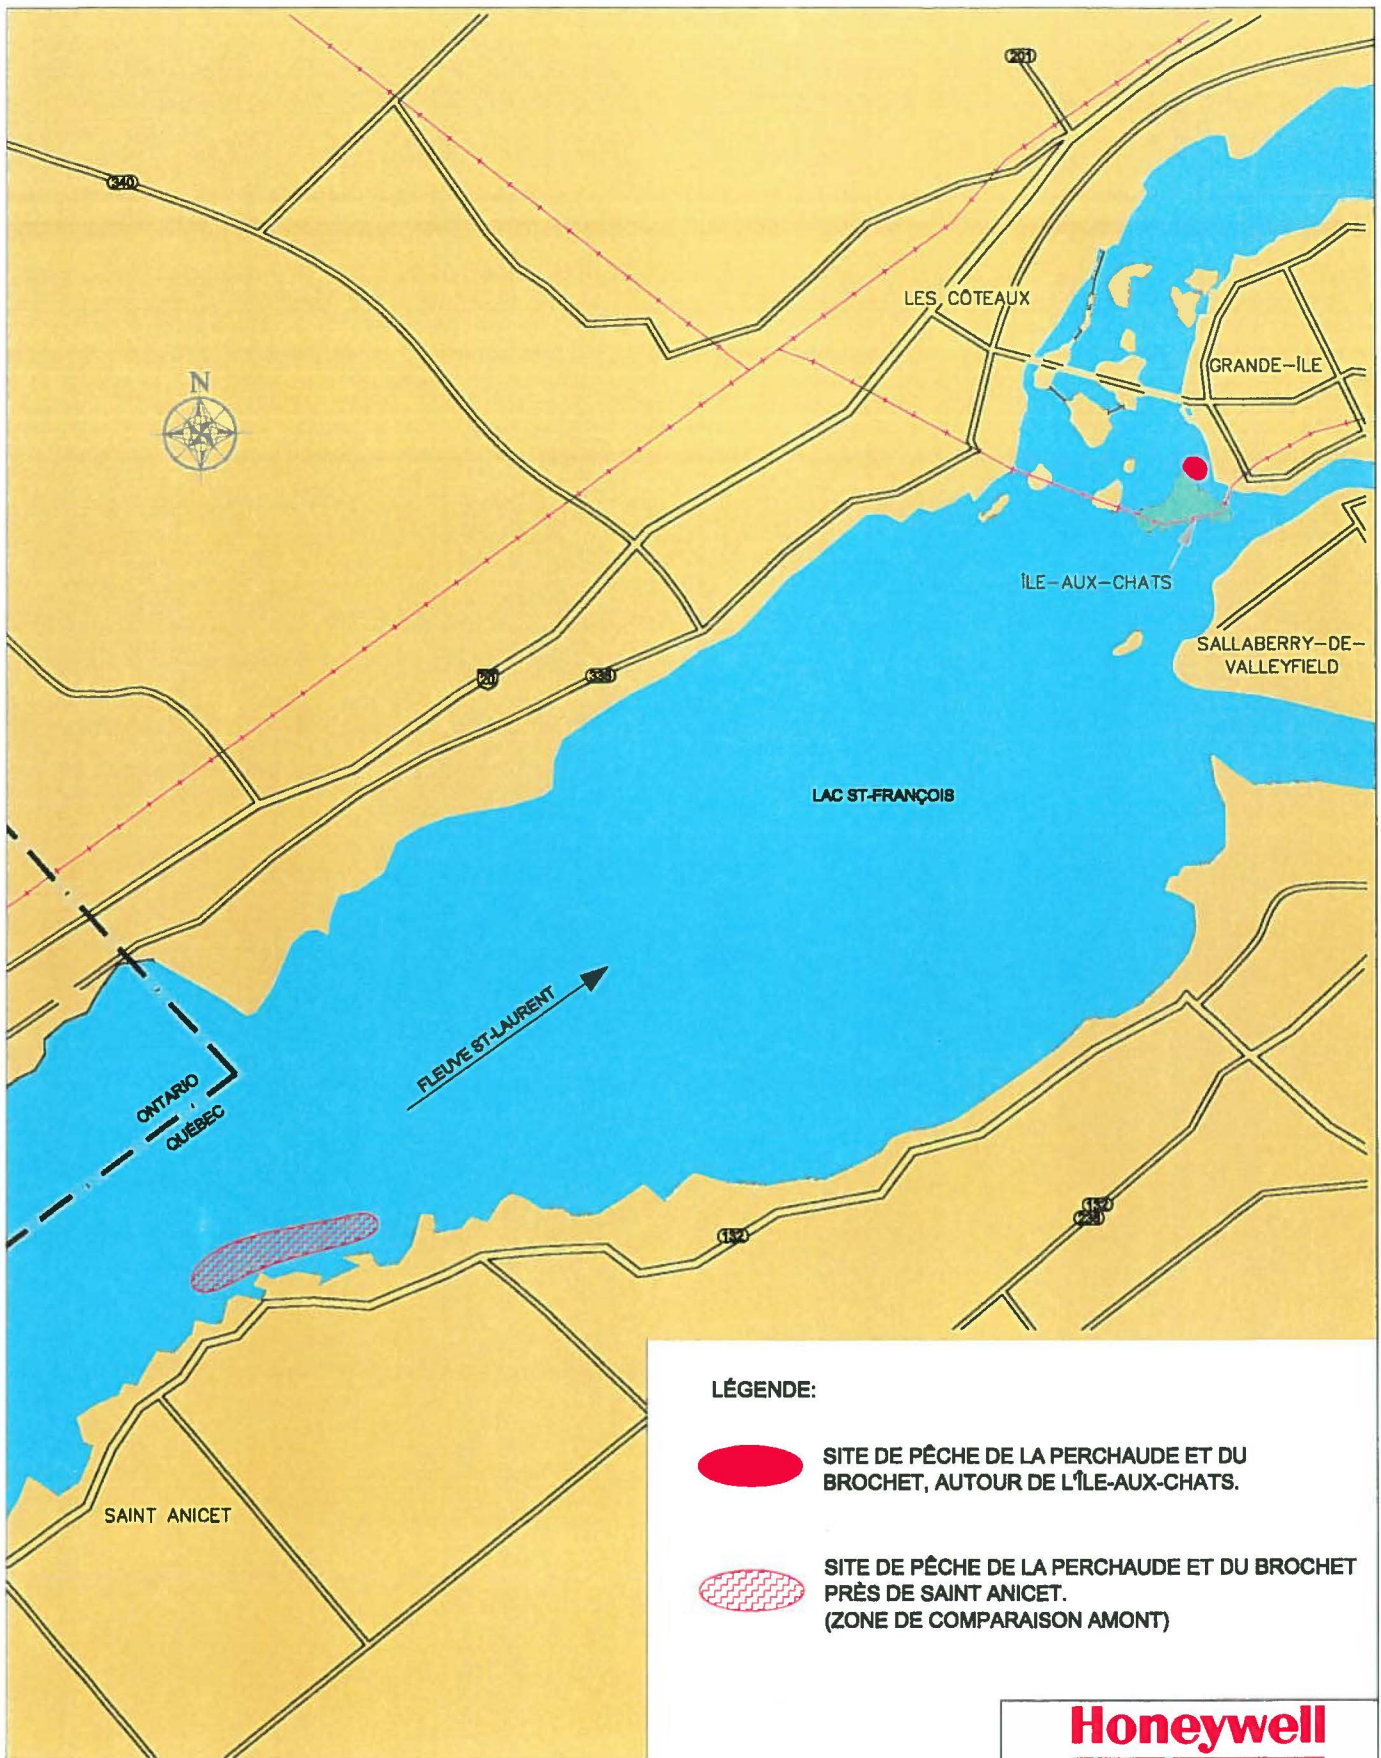 201
340
LES CÔTEAUX
N
GRANDE-ÎLE
ÎLE-AUX-CHATS
SALLABERRY-DE-
VALLEYFIELD
20
338
LAC ST-FRANÇOIS
FLEUVE ST-LAURENT
ONTARIO
QUÉBEC
132
132
SAINT ANICET
LÉGENDE:
SITE DE PÊCHE DE LA PERCHAUDE ET DU
BROCHET, AUTOUR DE L'ÎLE-AUX-CHATS.
SITE DE PÊCHE DE LA PERCHAUDE ET DU BROCHET
PRÈS DE SAINT ANICET.
(ZONE DE COMPARAISON AMONT)
Honeywell